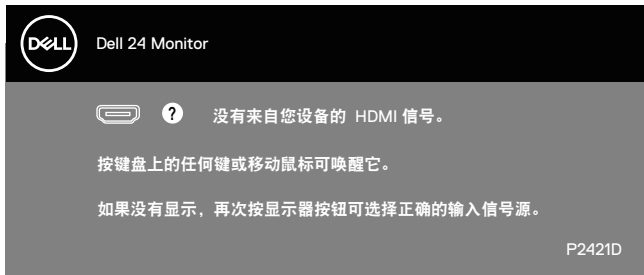 DELL
Dell 24 Monitor
? 没有来自您设备的 HDMI 信号。
按键盘上的任何键或移动鼠标可唤醒它。
如果没有显示，再次按显示器按钮可选择正确的输入信号源。
P2421D